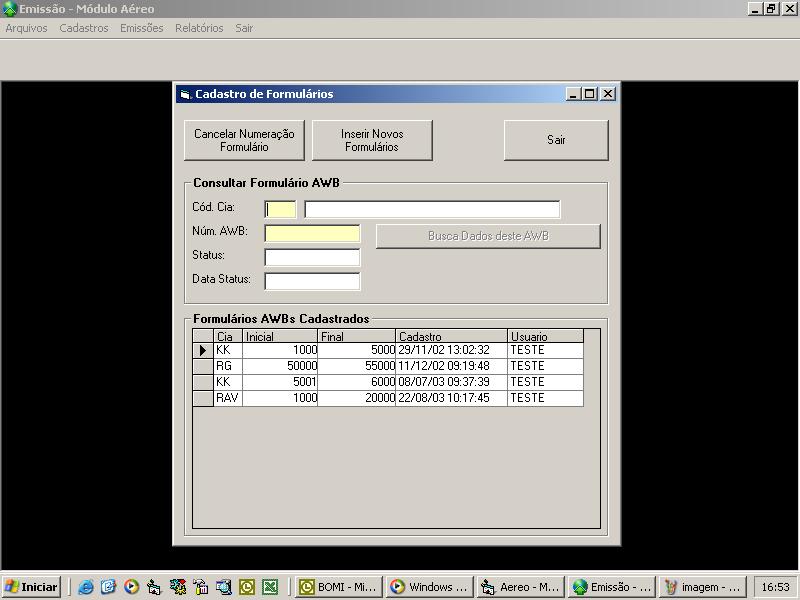 Emissão - Módulo Aéreo
Arquivos Cadastros Emissões Relatórios Sair
Cadastro de Formulários
Cancelar Numeração Formulário
Inserir Novos Formulários
Sair
Consultar Formulário AWB
Cód. Cia:
Núm. AWB:
Busca Dados deste AWB
Status:
Data Status:
Formulários AWBs Cadastrados
Cia Inicial Final Cadastro Usuario
KK 1000 5000 29/11/02 13:02:32 TESTE
RG 50000 55000 11/12/02 09:19:48 TESTE
KK 5001 6000 08/07/03 09:37:39 TESTE
RAV 1000 20000 22/08/03 10:17:45 TESTE
Iniciar BOMI - Mi... Windows ... Aereo - M... Emissão - ... imagem - ... 16:53